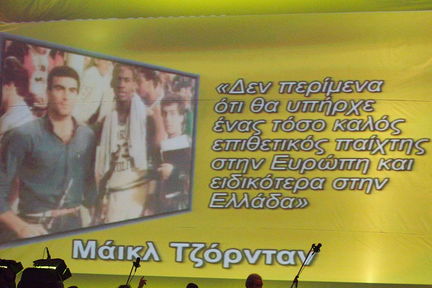 «Δεν περίμενα
ότι θα υπήρχε
ένας τόσο καλός
επιθετικός παίχτης
στην Ευρώπη και
ειδικότερα στην
Ελλάδα»
Μάικλ Τζόρνταν